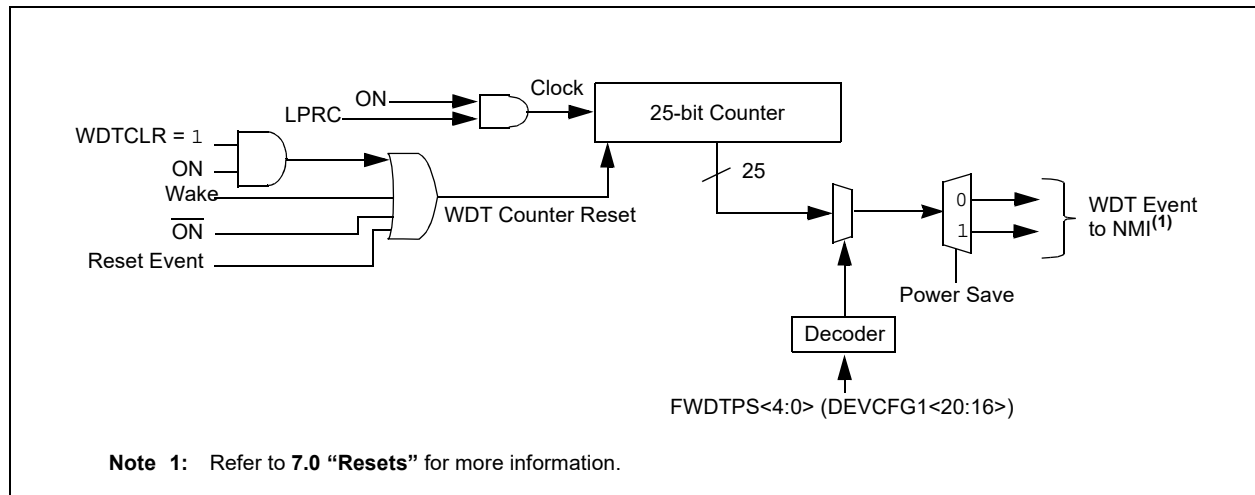 ON
Clock
LPRC
25-bit Counter
WDTCLR = 1
ON
25
Wake
0
WDT Counter Reset
WDT Event
ON
1
to NMI(1)
Reset Event
Power Save
Decoder
FWDTPS<4:0> (DEVCFG1<20:16>)
Note 1: Refer to 7.0 “Resets” for more information.